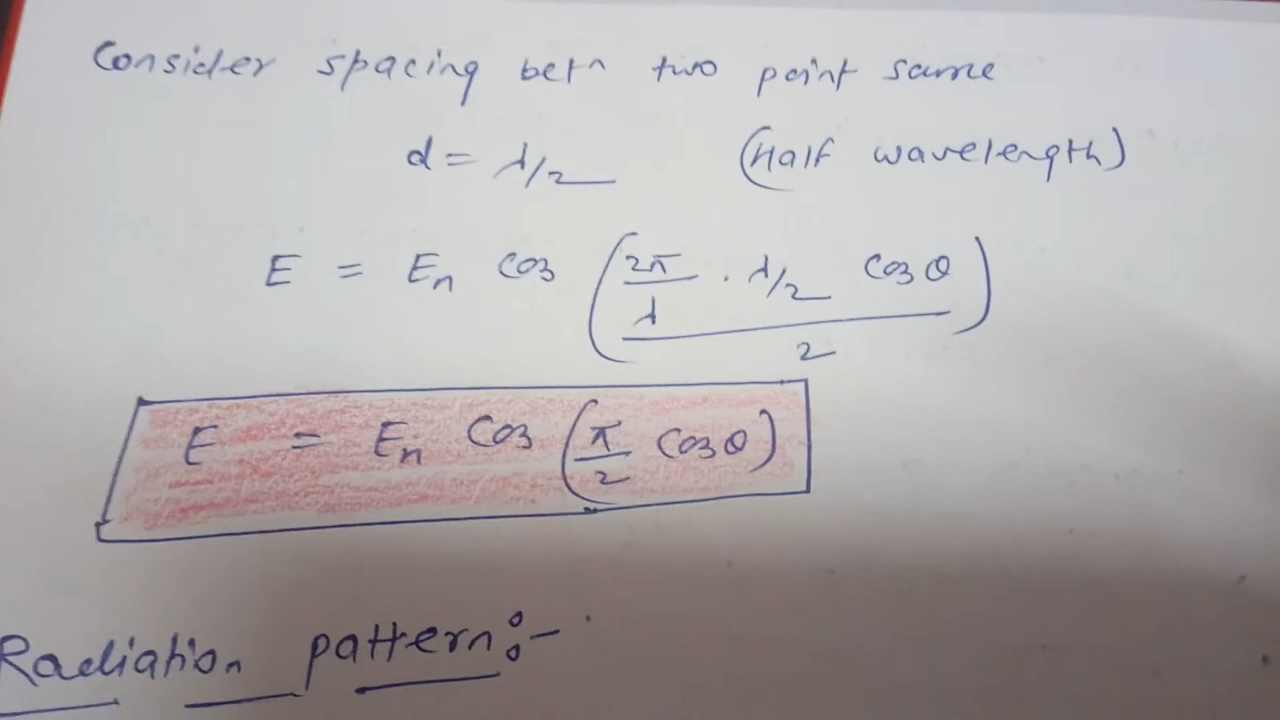 Consider spacing betn two point same
d = λ/2 (Half wavelength)
E = En cos (2π/λ . λ/2 cos θ / 2)
E = En cos (π/2 cos θ)
Radiation pattern :-